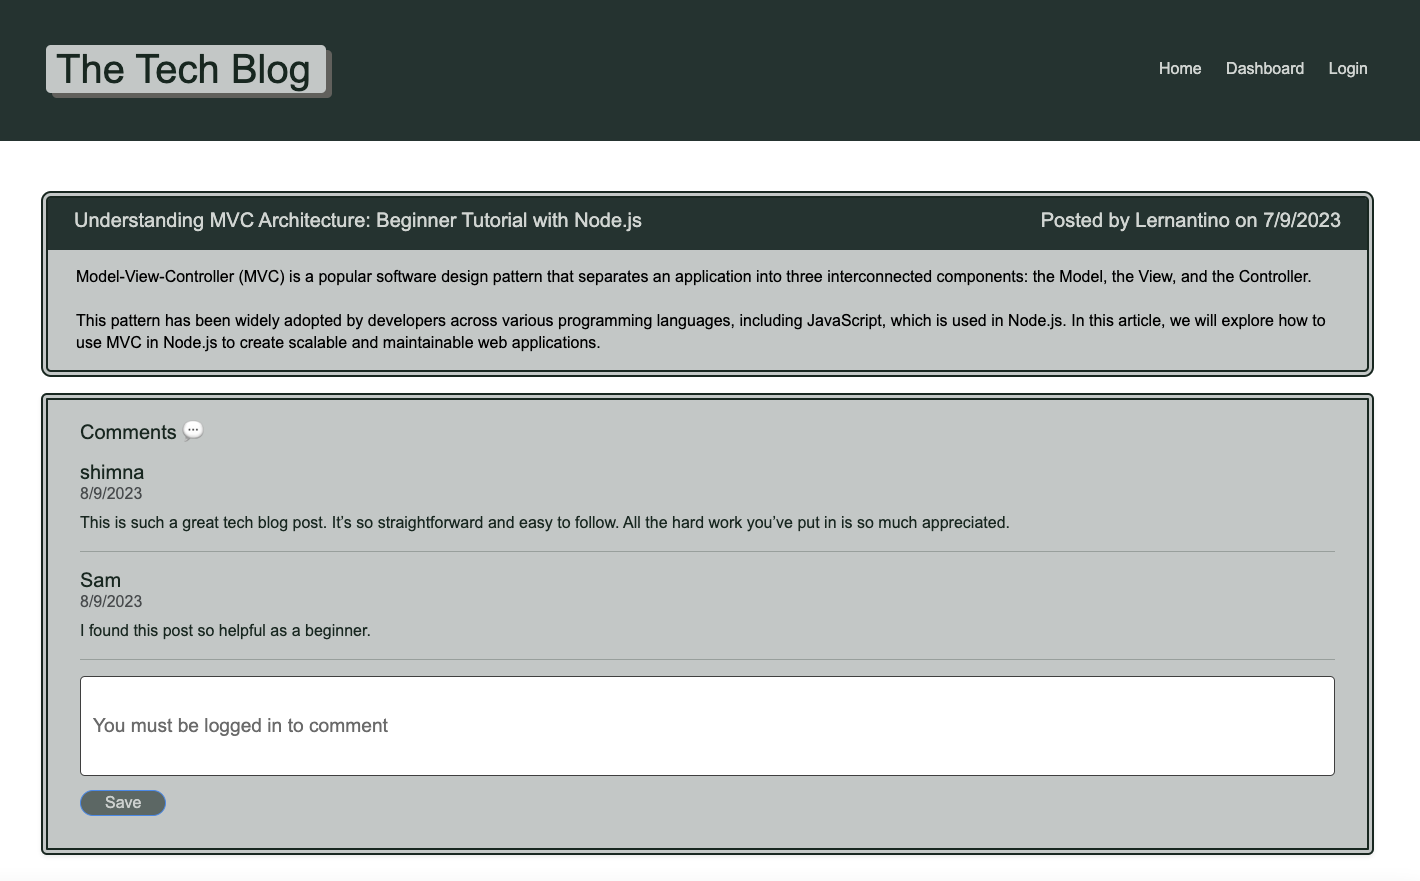 The Tech Blog
Home Dashboard Login
Understanding MVC Architecture: Beginner Tutorial with Node.js
Posted by Lernantino on 7/9/2023
Model-View-Controller (MVC) is a popular software design pattern that separates an application into three interconnected components: the Model, the View, and the Controller.
This pattern has been widely adopted by developers across various programming languages, including JavaScript, which is used in Node.js. In this article, we will explore how to
use MVC in Node.js to create scalable and maintainable web applications.
Comments 💬
shimna
8/9/2023
This is such a great tech blog post. It’s so straightforward and easy to follow. All the hard work you’ve put in is so much appreciated.
Sam
8/9/2023
I found this post so helpful as a beginner.
You must be logged in to comment
Save